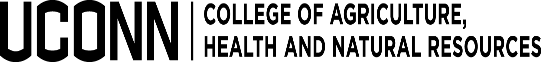 UCONN
COLLEGE OF AGRICULTURE,
HEALTH AND NATURAL RESOURCES